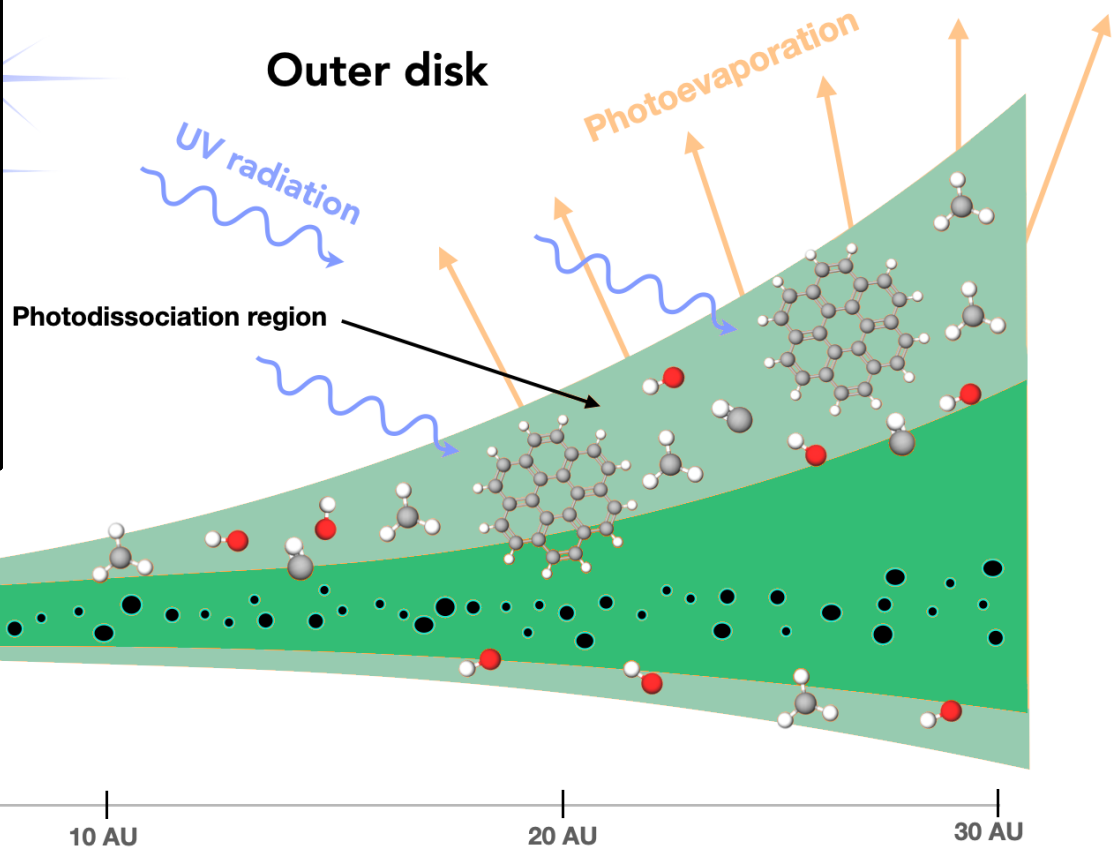 Outer disk
Photoevaporation
UV radiation
Photodissociation region
10 AU
20 AU
30 AU